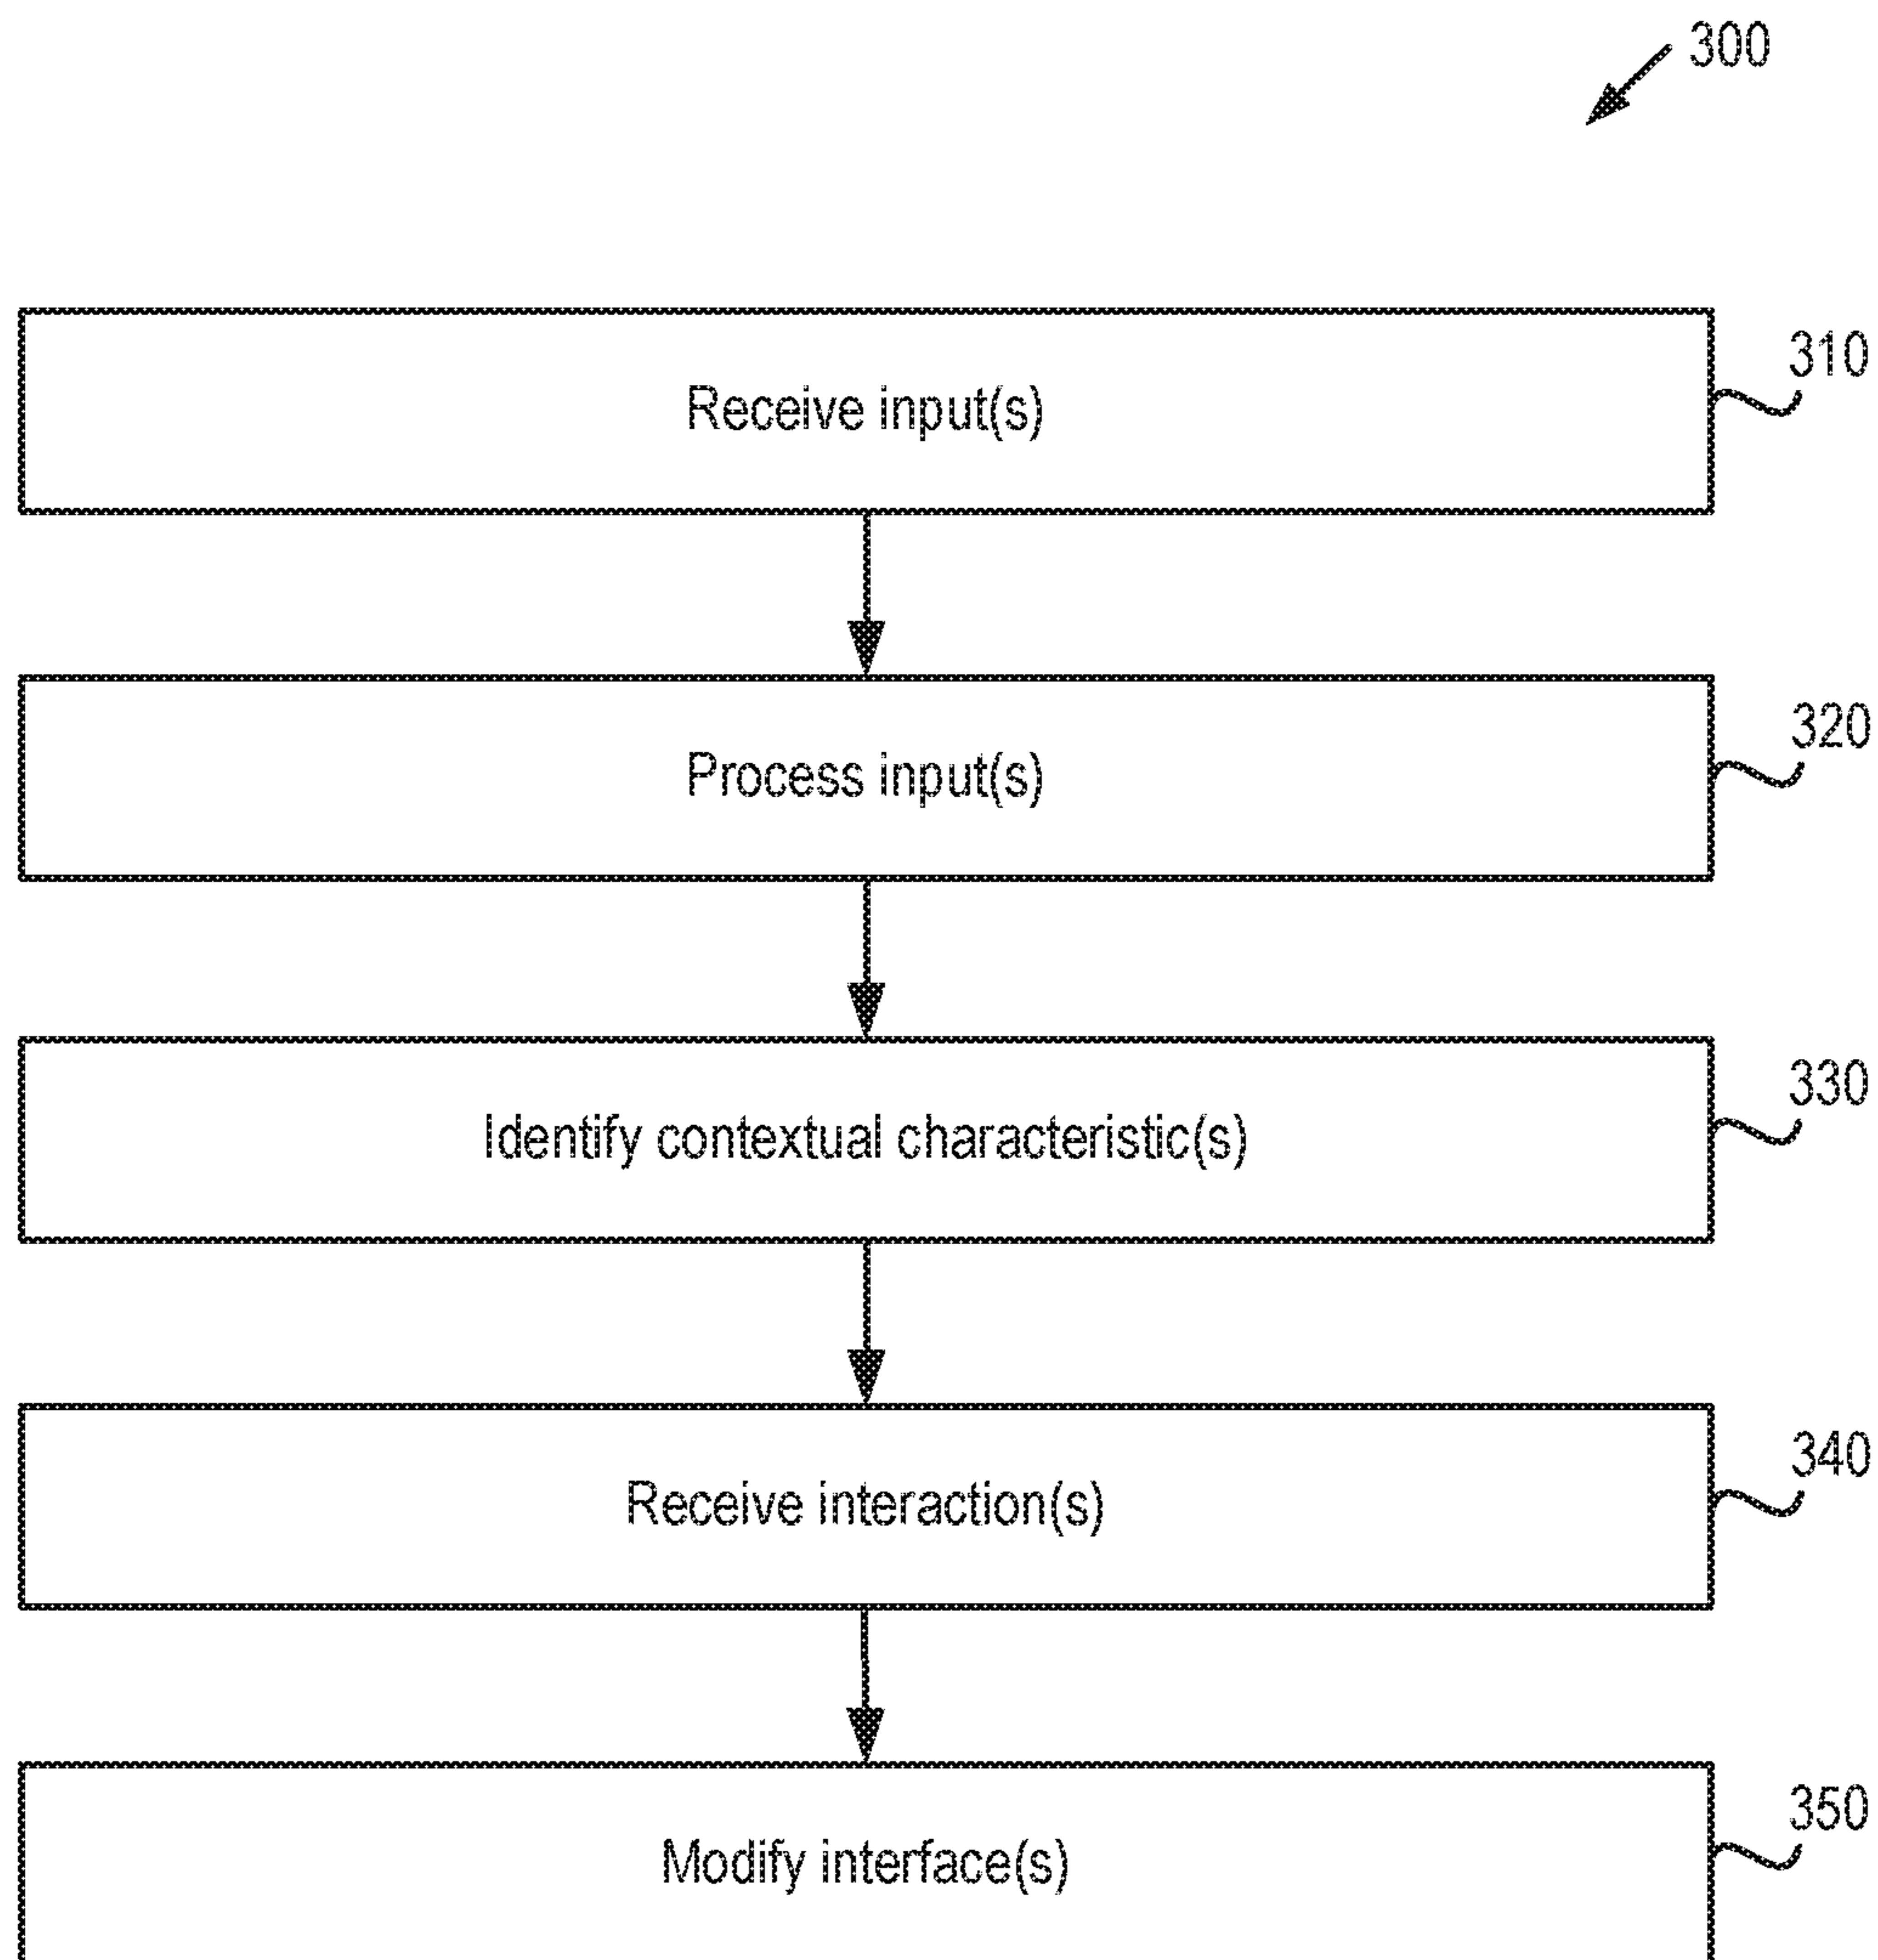 300
Receive input(s)
310
Process input(s)
320
Identify contextual characteristic(s)
330
Receive interaction(s)
340
Modify interface(s)
350